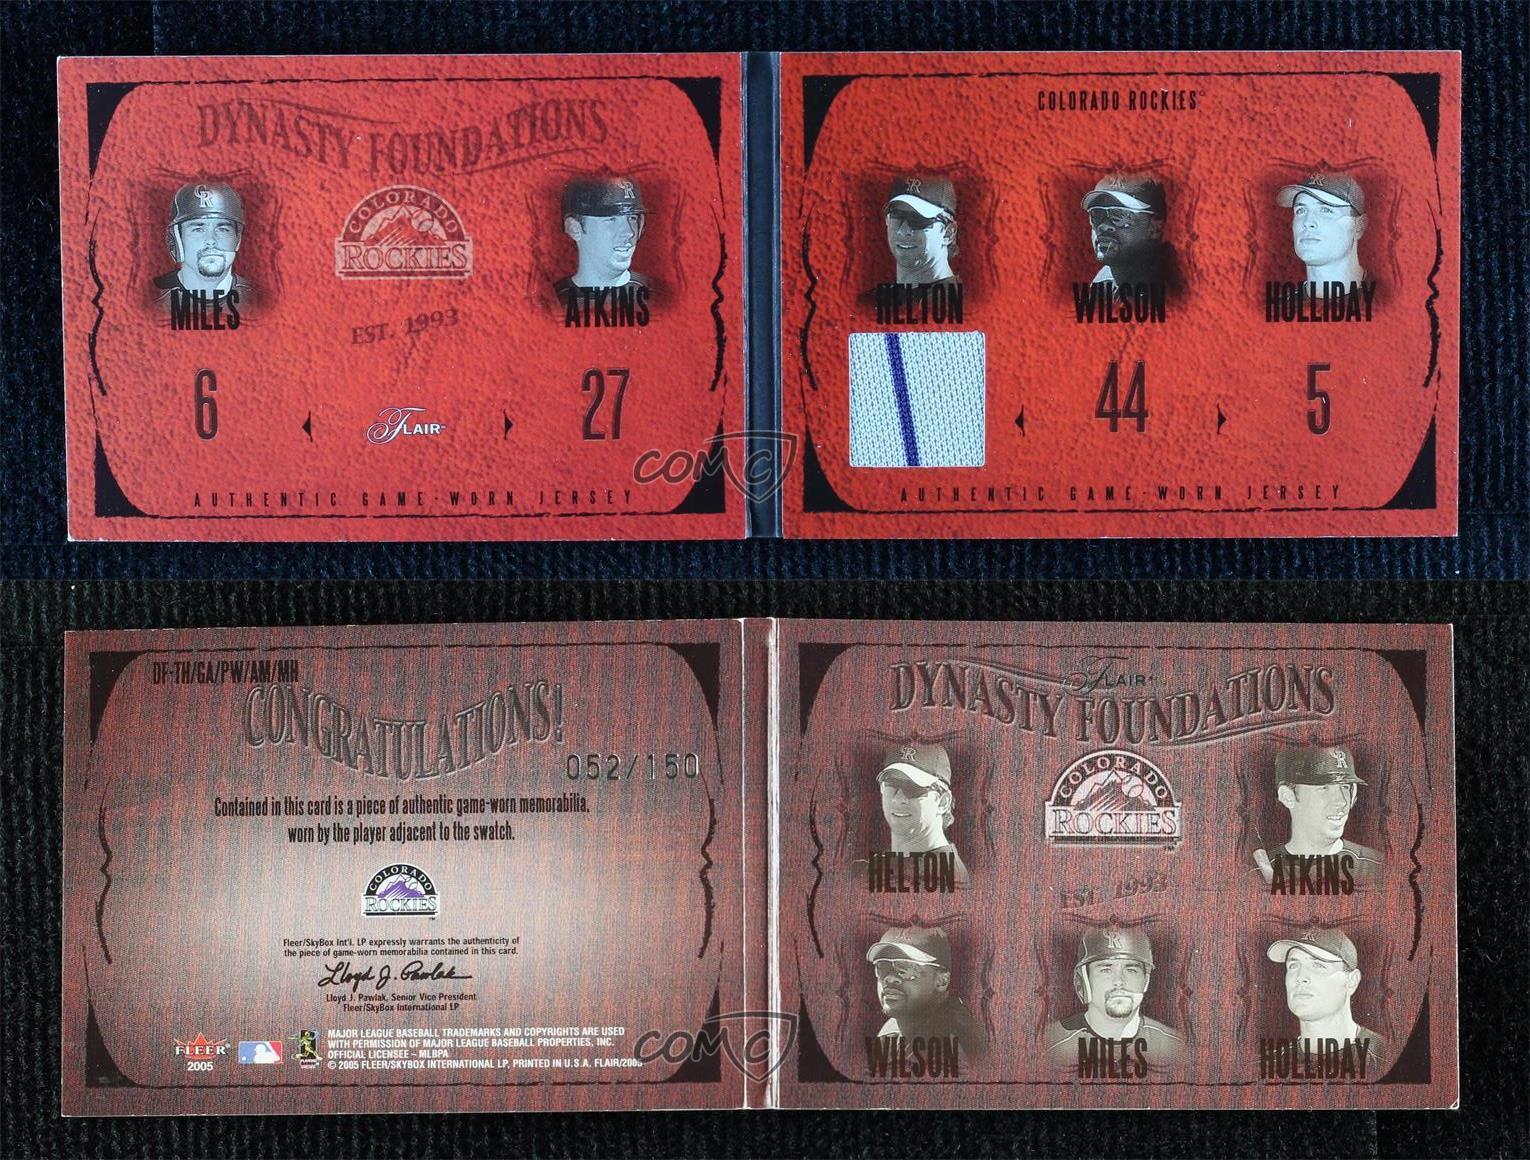 DYNASTY FOUNDATIONS
COLORADO
ROCKIES
EST. 1993
MILES
ATKINS
6
27
FLAIR
AUTHENTIC GAME-WORN JERSEY
COLORADO ROCKIES
HELTON
WILSON
HOLLIDAY
44
5
AUTHENTIC GAME-WORN JERSEY
COMC
DF-TH/GA/PW/AM/MH
CONGRATULATIONS!
052/150
Contained in this card is a piece of authentic game-worn memorabilia,
worn by the player adjacent to the swatch.
COLORADO
ROCKIES
Fleer/SkyBox Int'l. LP expressly warrants the authenticity of
the piece of game-worn memorabilia contained in this card.
Lloyd J. Pawlak
Lloyd J. Pawlak, Senior Vice President
Fleer/SkyBox International LP
FLEER
2005
MAJOR LEAGUE BASEBALL TRADEMARKS AND COPYRIGHTS ARE USED
WITH PERMISSION OF MAJOR LEAGUE BASEBALL PROPERTIES, INC.
OFFICIAL LICENSEE – MLBPA
© 2005 FLEER/SKYBOX INTERNATIONAL LP, PRINTED IN U.S.A. FLAIR/2005
FLAIR
DYNASTY FOUNDATIONS
COLORADO
ROCKIES
EST. 1993
HELTON
ATKINS
WILSON
MILES
HOLLIDAY
COMC